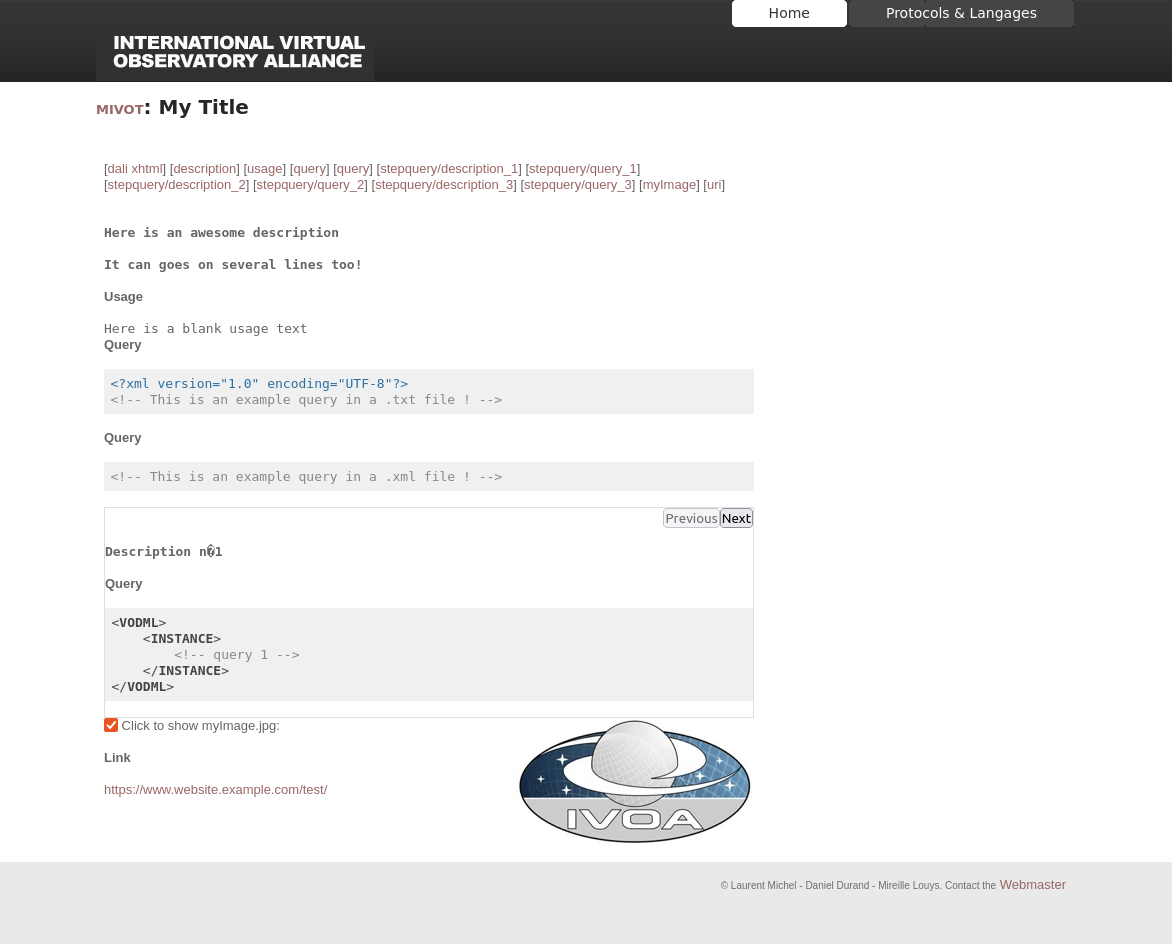 Home
Protocols & Langages
INTERNATIONAL VIRTUAL
OBSERVATORY ALLIANCE
MIVOT: My Title
[dali xhtml] [description] [usage] [query] [query] [stepquery/description_1] [stepquery/query_1]
[stepquery/description_2] [stepquery/query_2] [stepquery/description_3] [stepquery/query_3] [myImage] [uri]
Here is an awesome description
It can goes on several lines too!
Usage
Here is a blank usage text
Query
<?xml version="1.0" encoding="UTF-8"?>
<!-- This is an example query in a .txt file ! -->
Query
<!-- This is an example query in a .xml file ! -->
Previous Next
Description n�1
Query
<VODML>
<INSTANCE>
<!-- query 1 -->
</INSTANCE>
</VODML>
Click to show myImage.jpg:
Link
https://www.website.example.com/test/
IVOA
© Laurent Michel - Daniel Durand - Mireille Louys. Contact the Webmaster